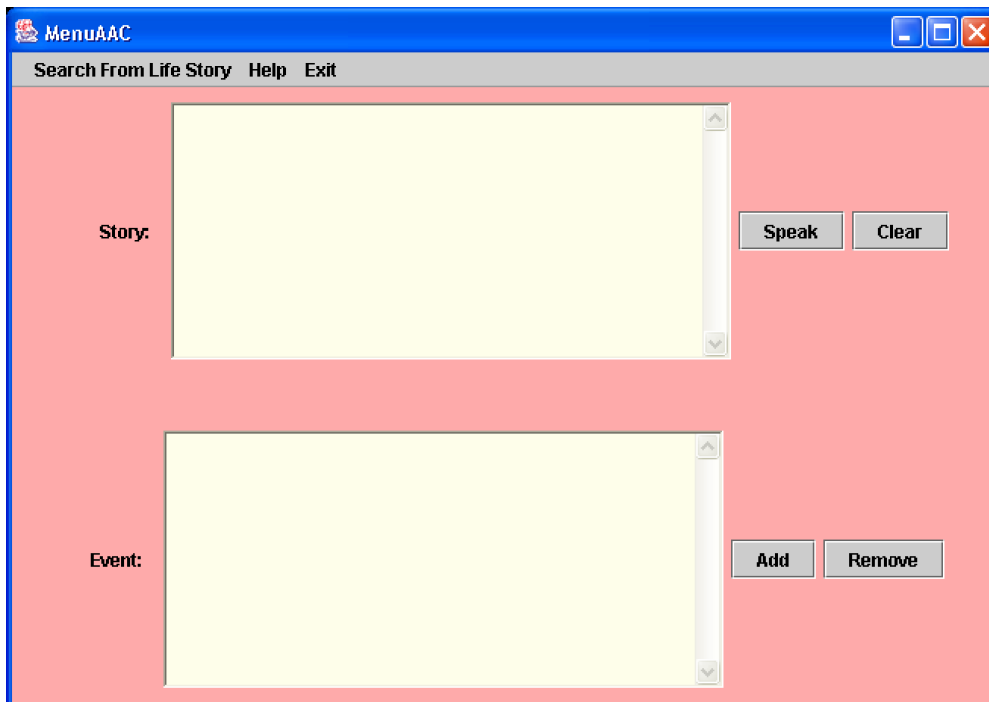 MenuAAC
Search From Life Story Help Exit
Story:
Speak Clear
Event:
Add Remove